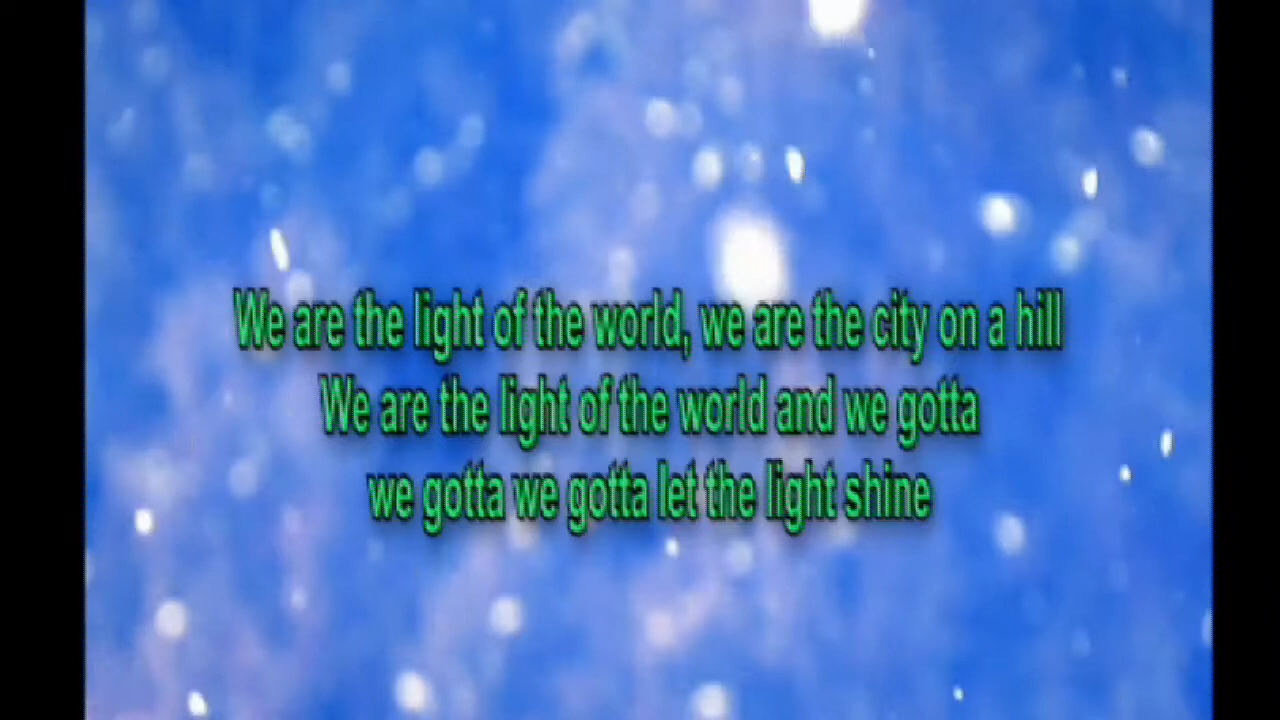 We are the light of the world, we are the city on a hill
We are the light of the world and we gotta
we gotta we gotta let the light shine